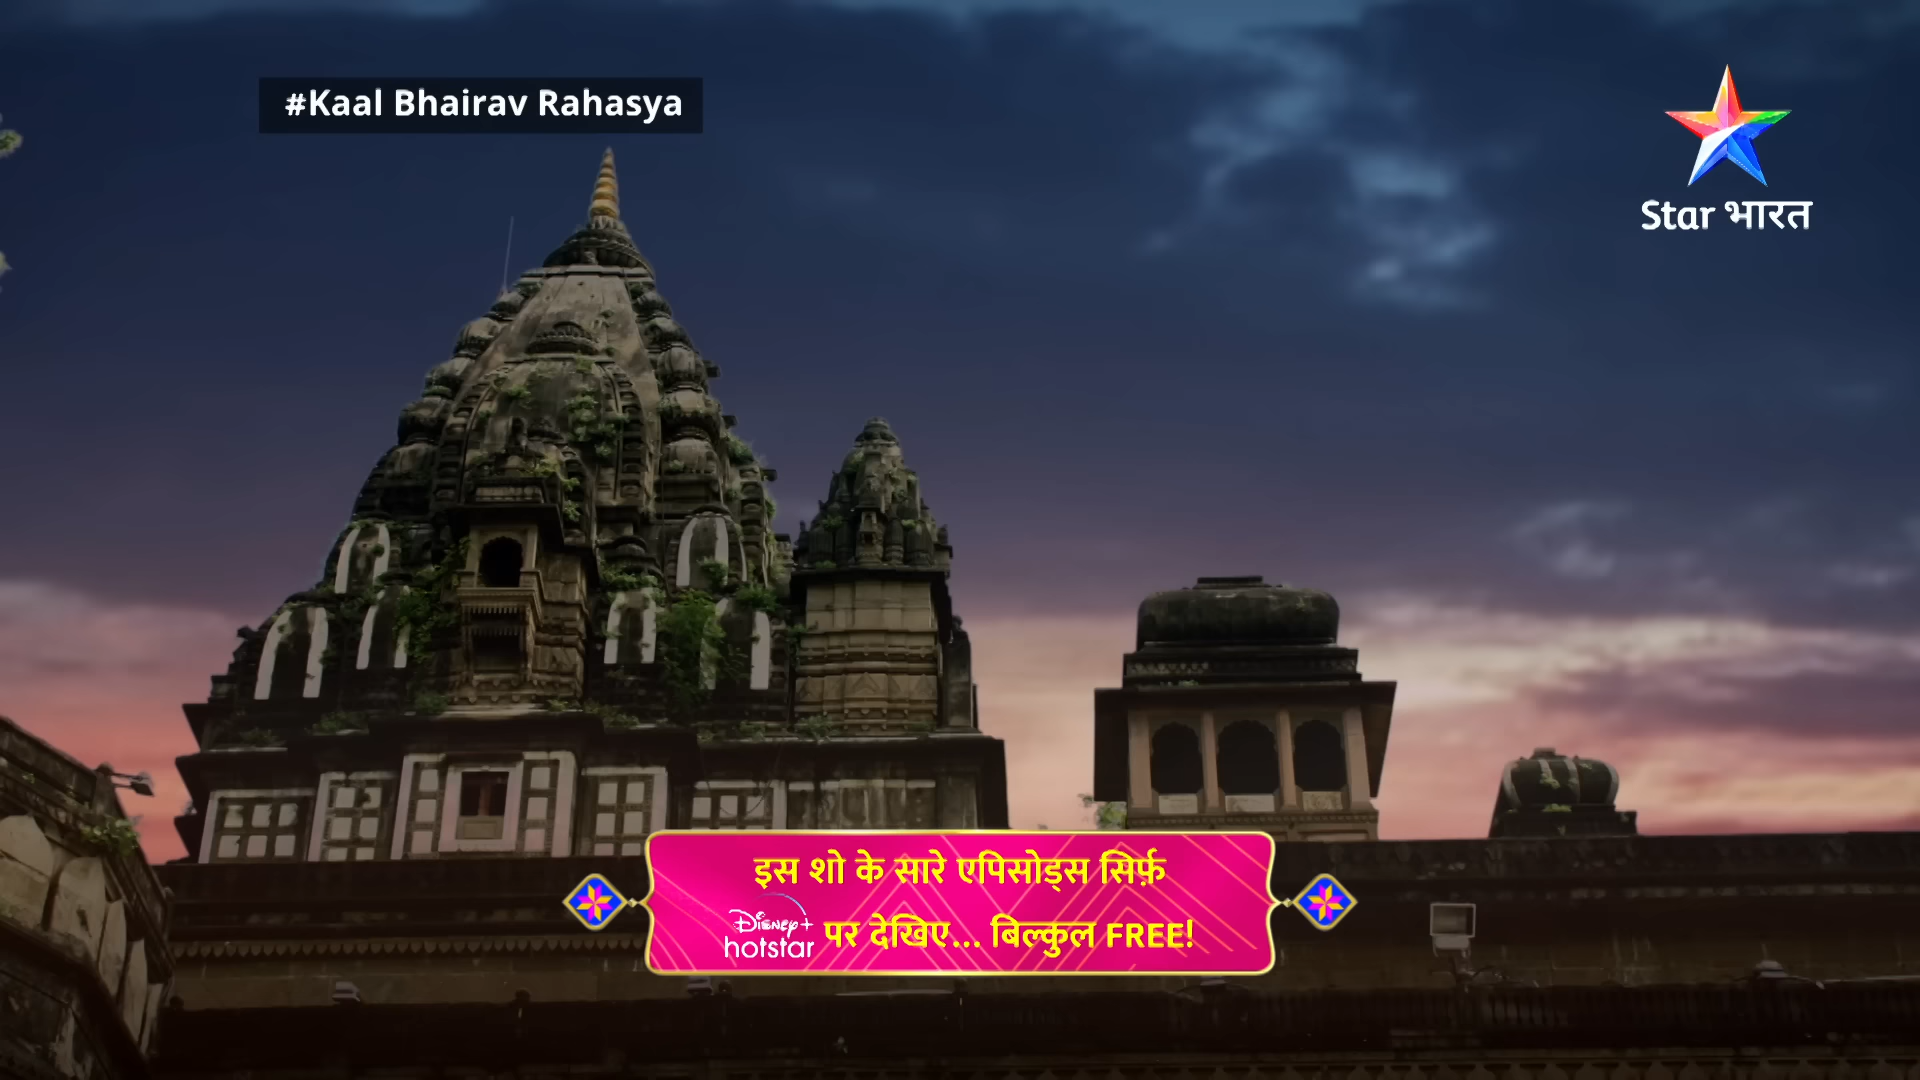 #Kaal Bhairav Rahasya
Star भारत
इस शो के सारे एपिसोड्स सिर्फ़
Disney+ hotstar पर देखिए... बिल्कुल FREE!